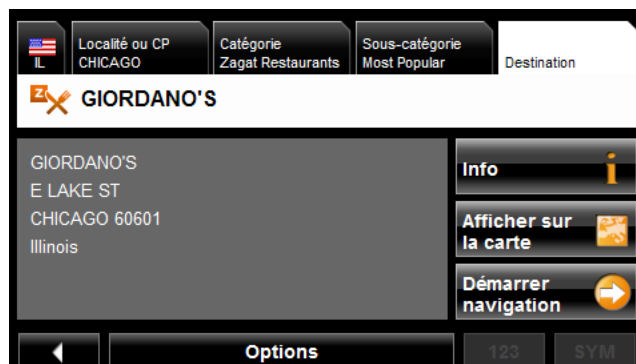 IL
Localité ou CP
CHICAGO
Catégorie
Zagat Restaurants
Sous-catégorie
Most Popular
Destination
Z
GIORDANO'S
GIORDANO'S
E LAKE ST
CHICAGO 60601
Illinois
Info
i
Afficher sur
la carte
Démarrer
navigation
Options
123
SYM